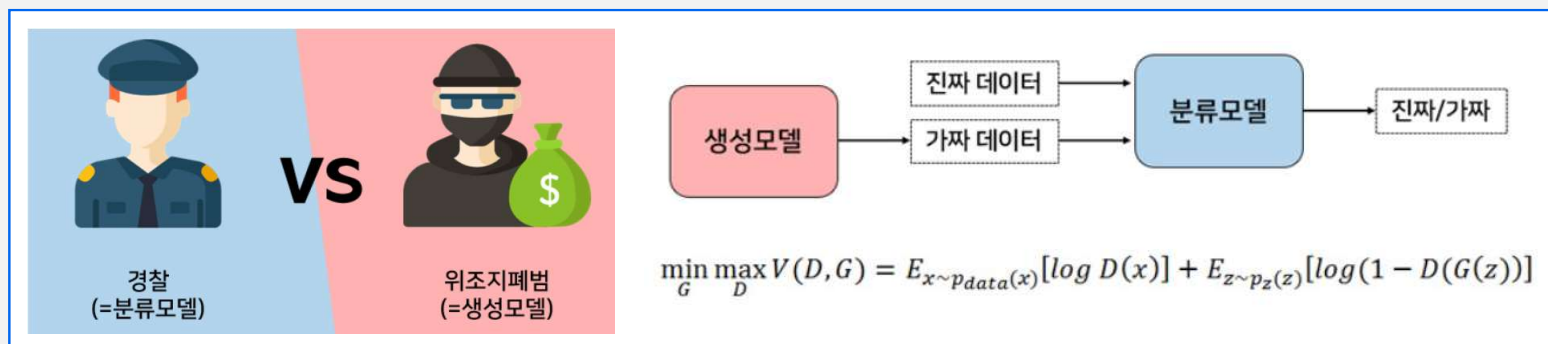 VS
$
경찰
(=분류모델)
위조지폐범
(=생성모델)
생성모델
진짜 데이터
가짜 데이터
분류모델
진짜/가짜
min max V(D, G) = E_{x~p_{data}(x)}[log D(x)] + E_{z~p_z(z)}[log(1 − D(G(z))]
G D